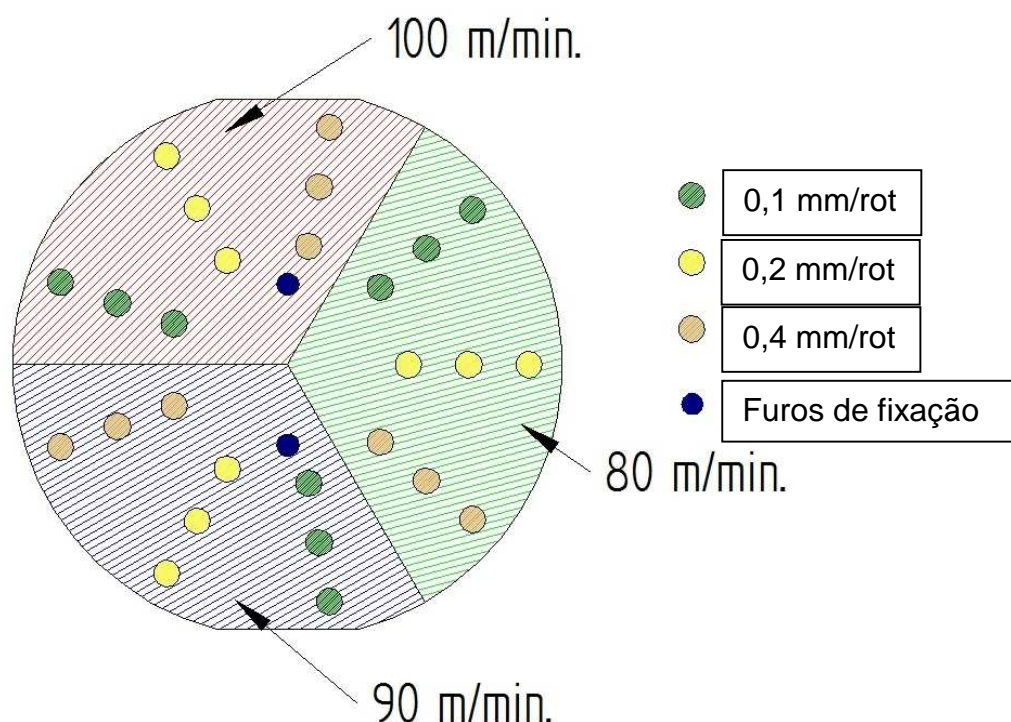 100 m/min.
0,1 mm/rot
0,2 mm/rot
0,4 mm/rot
Furos de fixação
80 m/min.
90 m/min.